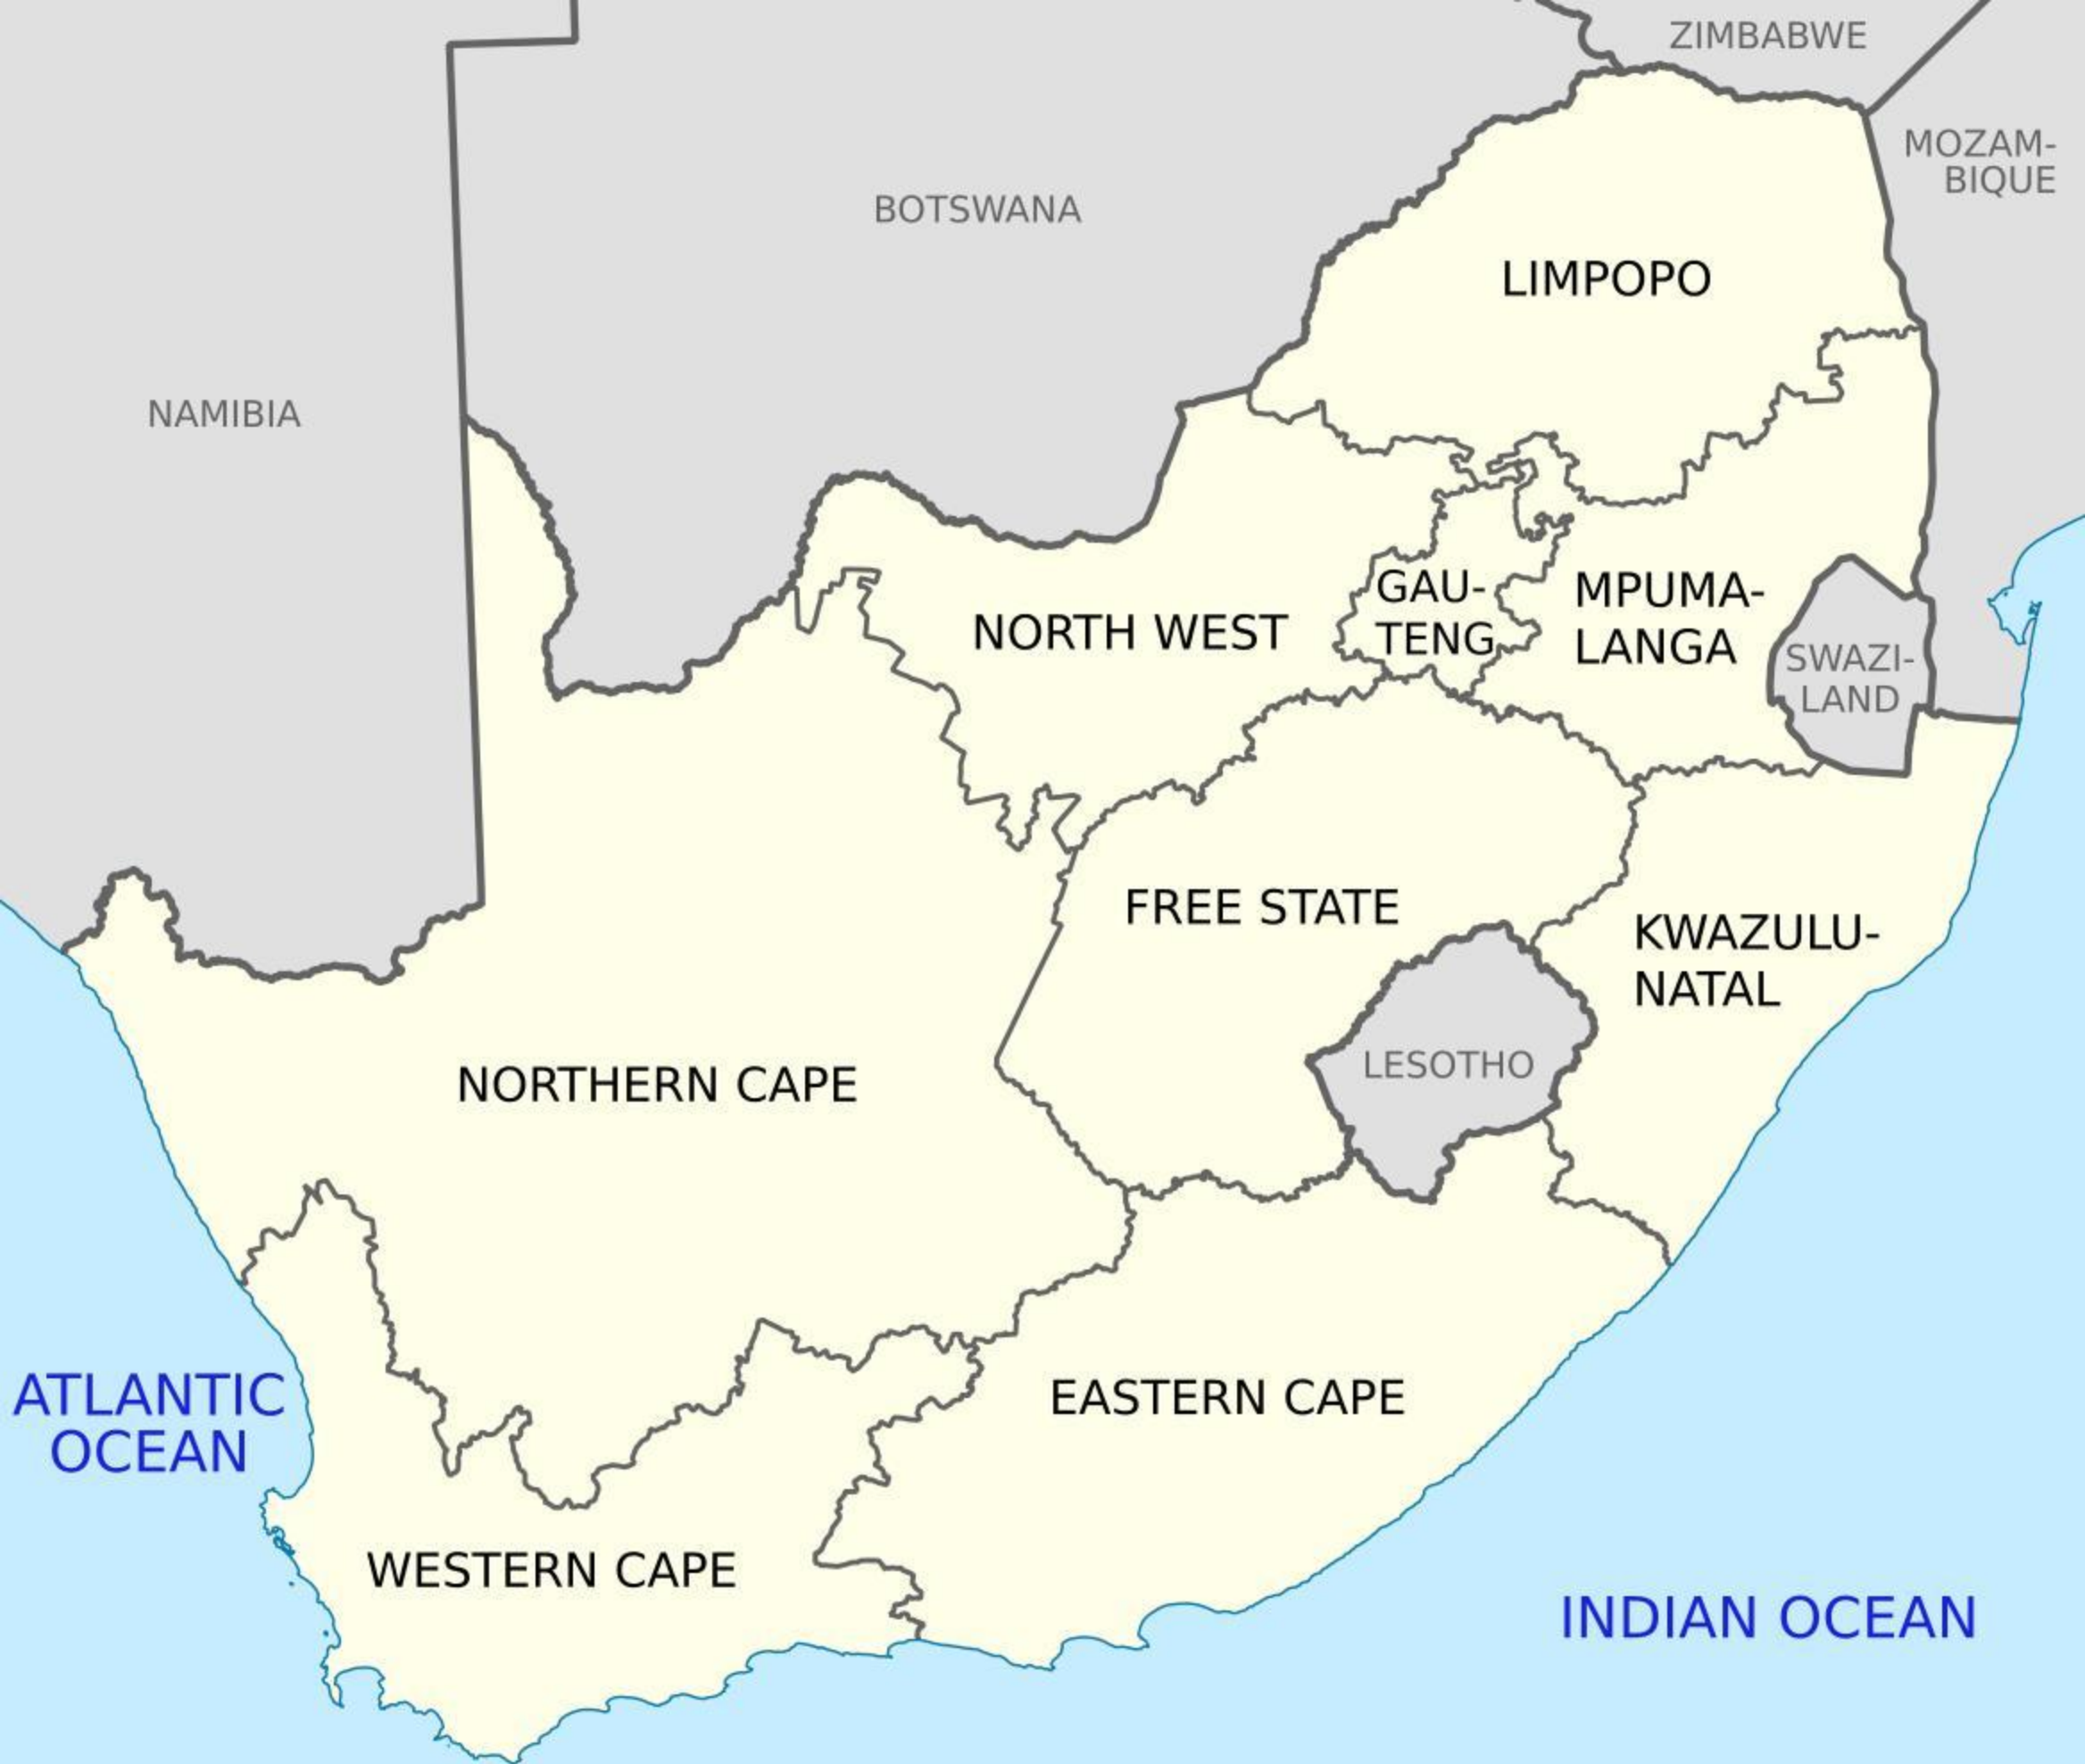 ZIMBABWE
MOZAM-
BIQUE
BOTSWANA
LIMPOPO
NAMIBIA
GAU-
TENG
MPUMA-
LANGA
NORTH WEST
SWAZI-
LAND
FREE STATE
KWAZULU-
NATAL
LESOTHO
NORTHERN CAPE
ATLANTIC
OCEAN
EASTERN CAPE
WESTERN CAPE
INDIAN OCEAN